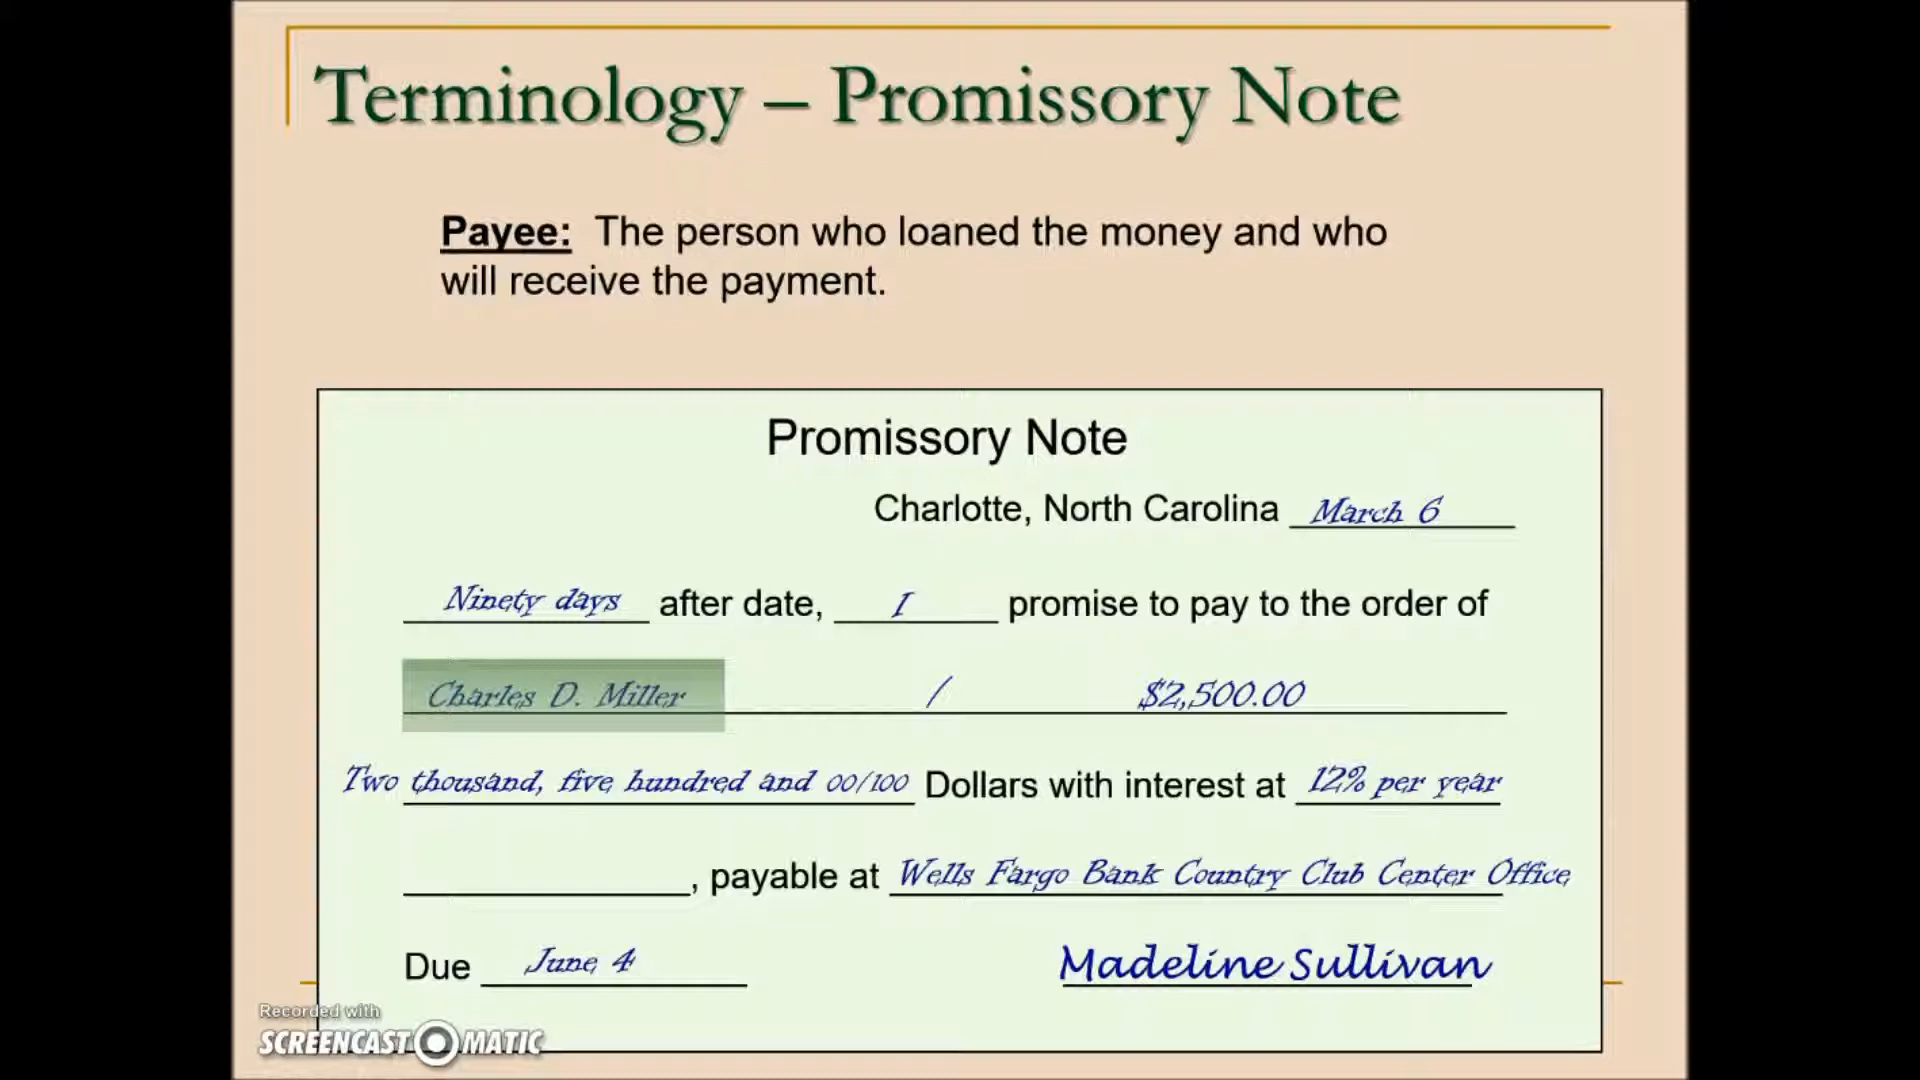 Terminology – Promissory Note
Payee: The person who loaned the money and who
will receive the payment.
Promissory Note
Charlotte, North Carolina March 6
Ninety days after date, I promise to pay to the order of
Charles D. Miller / $2,500.00
Two thousand, five hundred and 00/100 Dollars with interest at 12% per year
, payable at Wells Fargo Bank Country Club Center Office
Due June 4 Madeline Sullivan
Recorded with
SCREENCAST MATIC